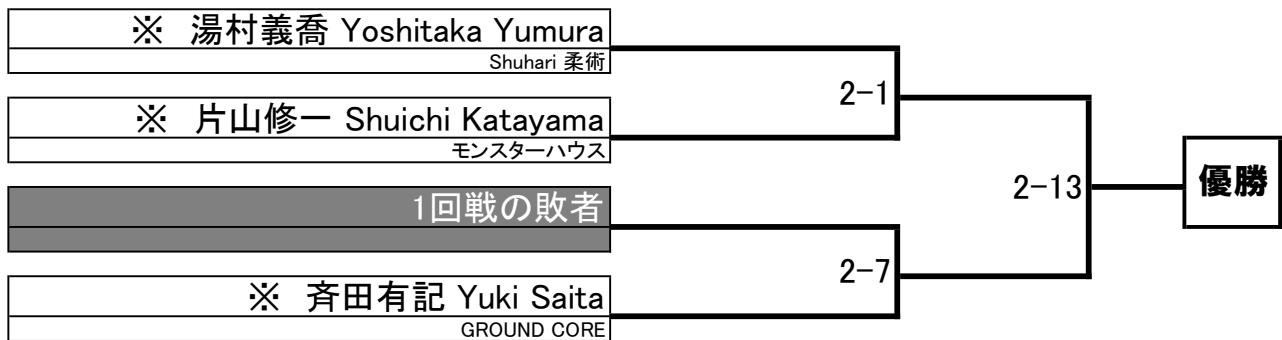 ※ 湯村義喬 Yoshitaka Yumura
Shuhari 柔術
2-1
※ 片山修一 Shuichi Katayama
モンスターハウス
2-13
優勝
1回戦の敗者
2-7
※ 斉田有記 Yuki Saita
GROUND CORE